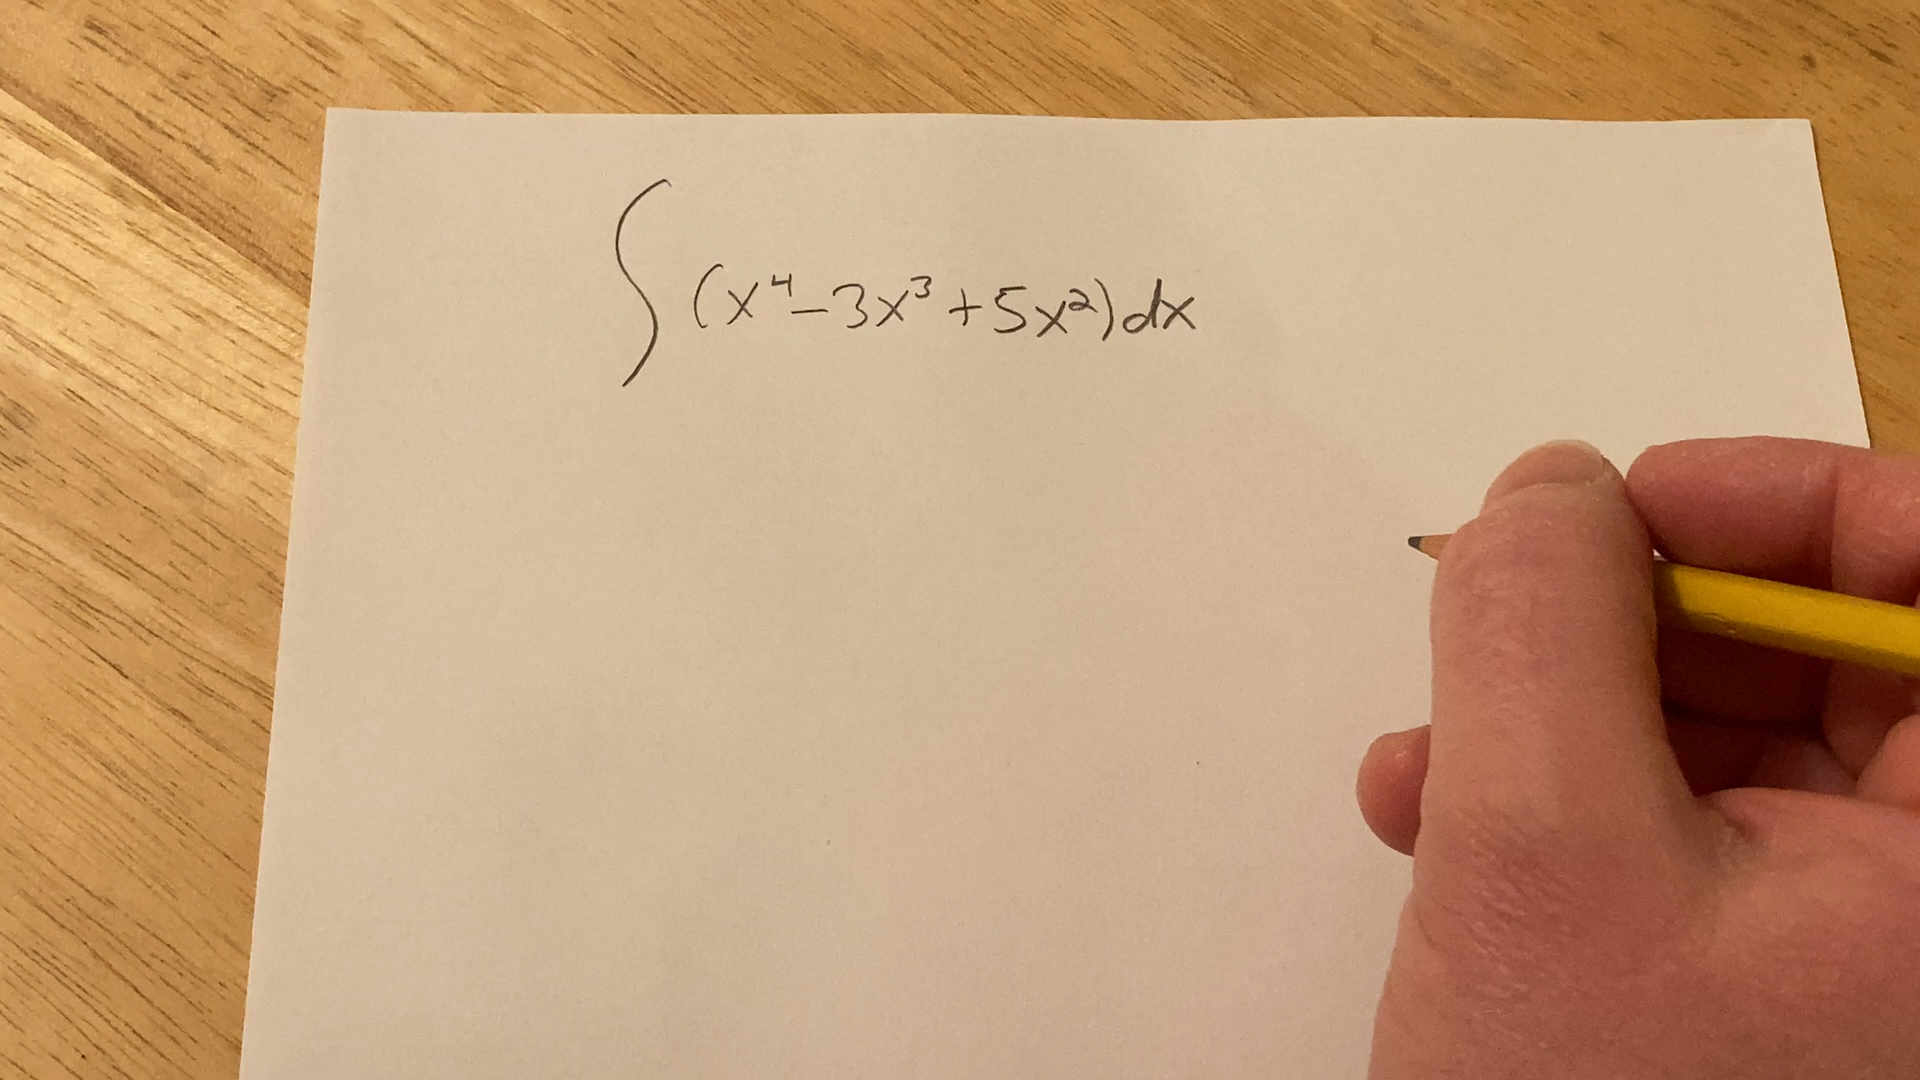 ∫ (x⁴ – 3x³ + 5x²) dx